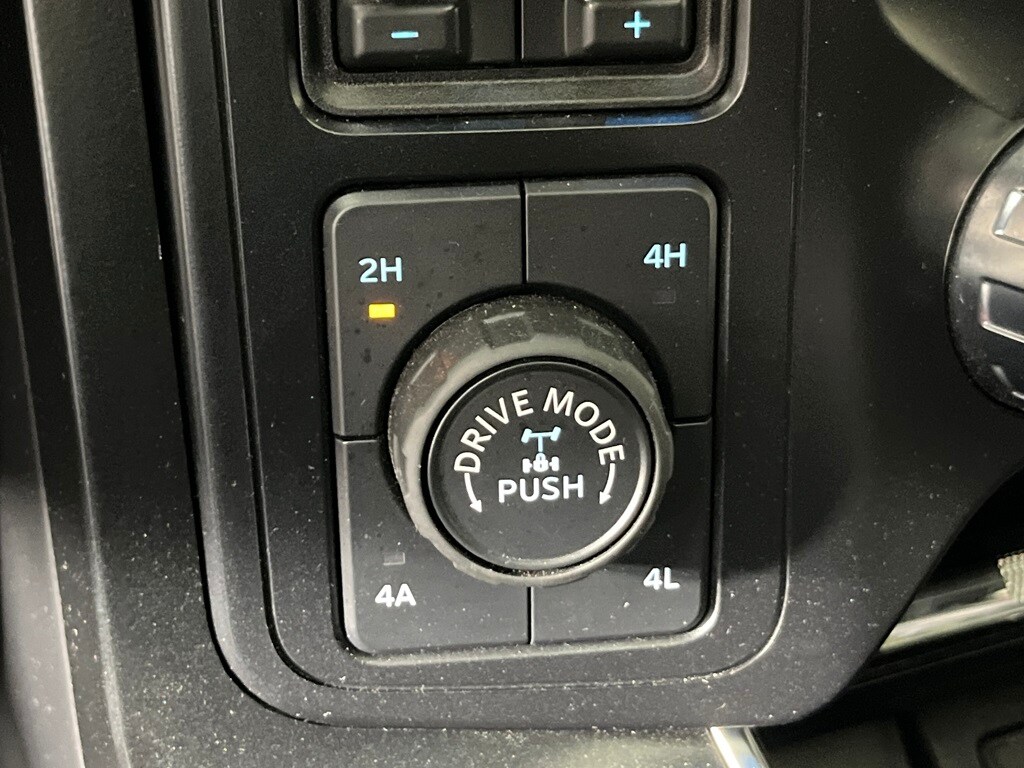 - +
2H
4H
DRIVE MODE
PUSH
4A
4L